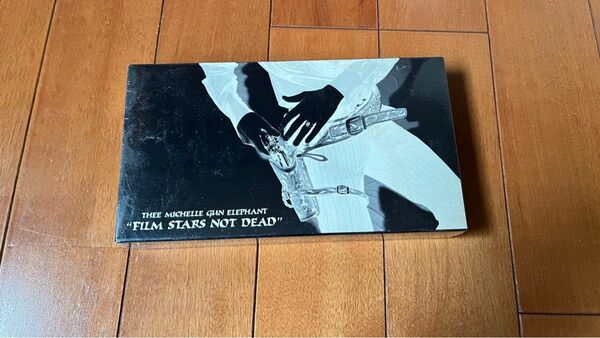 THEE MICHELLE GUN ELEPHANT
"FILM STARS NOT DEAD"